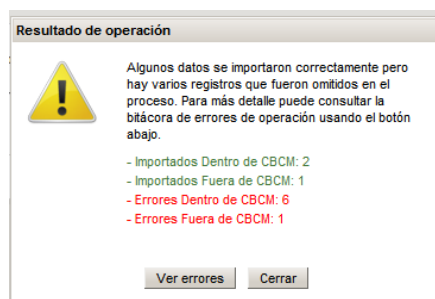 Resultado de operación
Algunos datos se importaron correctamente pero
hay varios registros que fueron omitidos en el
proceso. Para más detalle puede consultar la
bitácora de errores de operación usando el botón
abajo.
- Importados Dentro de CBCM: 2
- Importados Fuera de CBCM: 1
- Errores Dentro de CBCM: 6
- Errores Fuera de CBCM: 1
Ver errores Cerrar